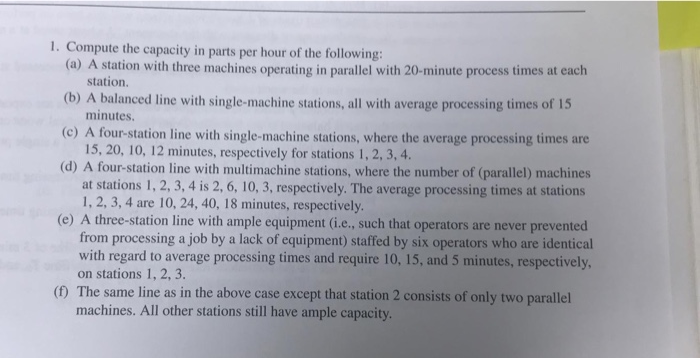 1. Compute the capacity in parts per hour of the following:
(a) A station with three machines operating in parallel with 20-minute process times at each
station.
(b) A balanced line with single-machine stations, all with average processing times of 15
minutes.
(c) A four-station line with single-machine stations, where the average processing times are
15, 20, 10, 12 minutes, respectively for stations 1, 2, 3, 4.
(d) A four-station line with multimachine stations, where the number of (parallel) machines
at stations 1, 2, 3, 4 is 2, 6, 10, 3, respectively. The average processing times at stations
1, 2, 3, 4 are 10, 24, 40, 18 minutes, respectively.
(e) A three-station line with ample equipment (i.e., such that operators are never prevented
from processing a job by a lack of equipment) staffed by six operators who are identical
with regard to average processing times and require 10, 15, and 5 minutes, respectively,
on stations 1, 2, 3.
(f) The same line as in the above case except that station 2 consists of only two parallel
machines. All other stations still have ample capacity.